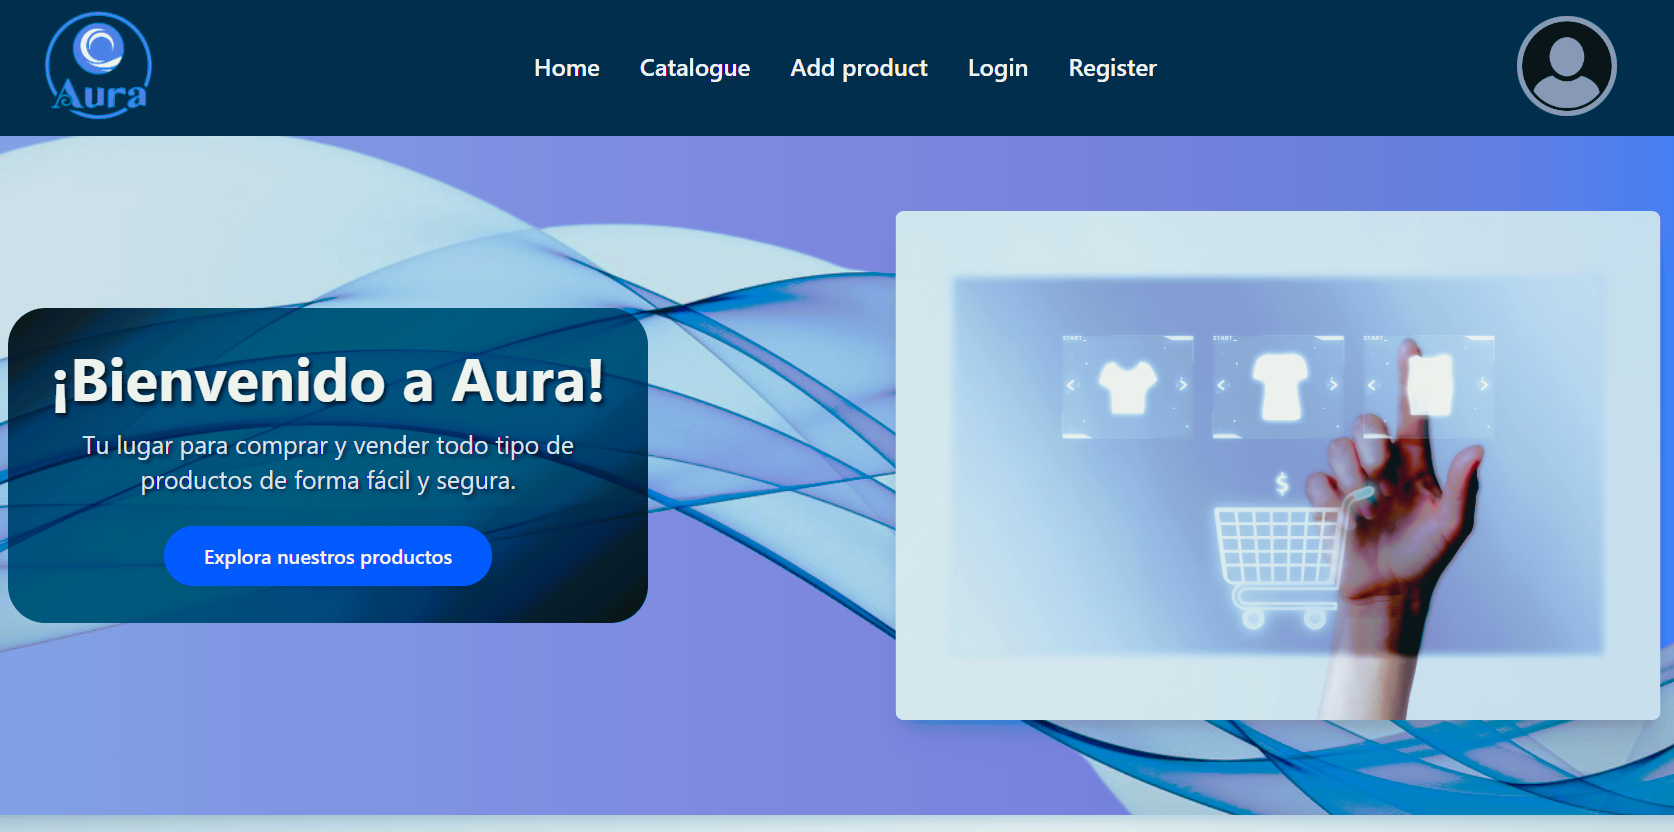 Aura
Home
Catalogue
Add product
Login
Register
¡Bienvenido a Aura!
Tu lugar para comprar y vender todo tipo de
productos de forma fácil y segura.
Explora nuestros productos
START_
START_
START_
$